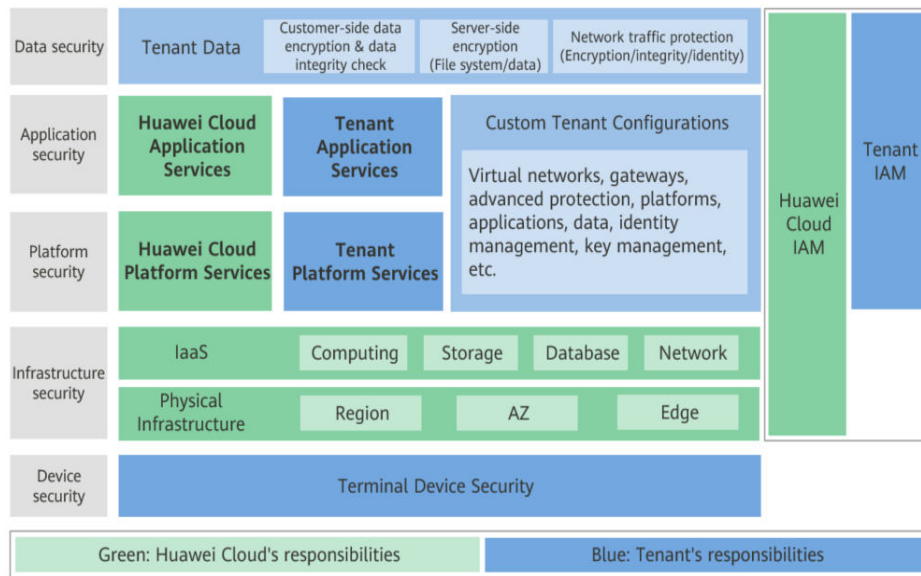 Data security
Tenant Data
Customer-side data
encryption & data
integrity check
Server-side
encryption
(File system/data)
Network traffic protection
(Encryption/integrity/identity)
Application
security
Huawei Cloud
Application
Services
Tenant
Application
Services
Custom Tenant Configurations
Virtual networks, gateways,
advanced protection, platforms,
applications, data, identity
management, key management,
etc.
Platform
security
Huawei Cloud
Platform Services
Tenant
Platform Services
Huawei
Cloud
IAM
Tenant
IAM
Infrastructure
security
IaaS
Computing
Storage
Database
Network
Physical
Infrastructure
Region
AZ
Edge
Device
security
Terminal Device Security
Green: Huawei Cloud's responsibilities
Blue: Tenant's responsibilities